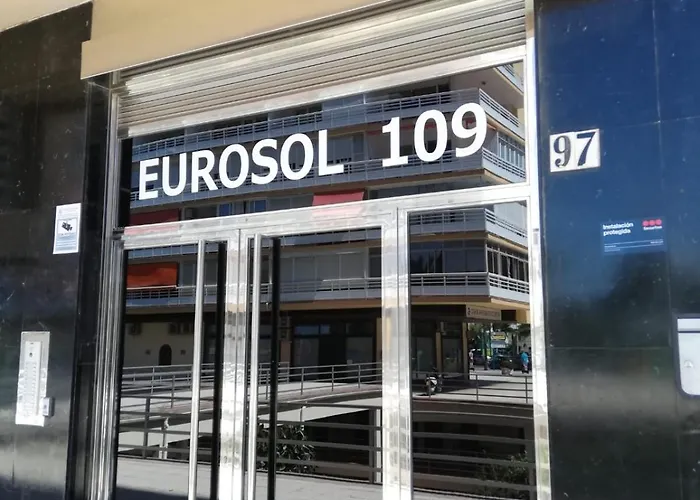 EUROSOL 109
97
Instalación
protegida